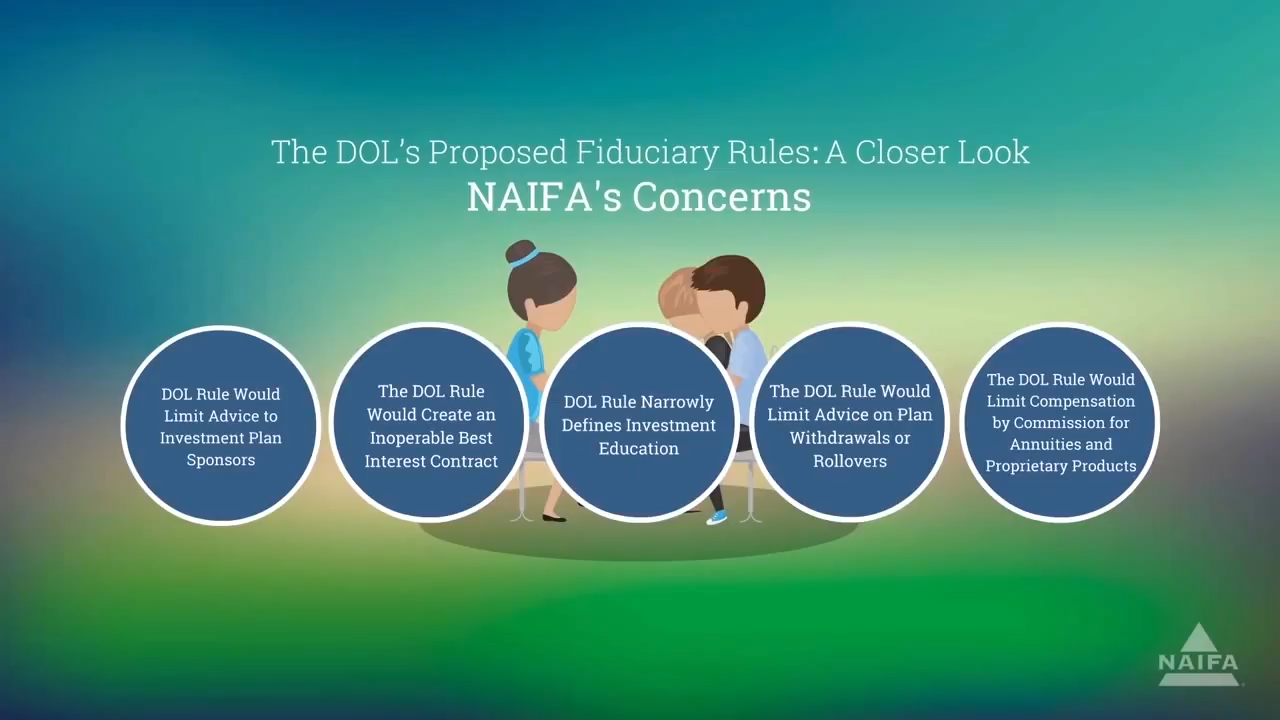 The DOL’s Proposed Fiduciary Rules: A Closer Look
NAIFA's Concerns
DOL Rule Would
Limit Advice to
Investment Plan
Sponsors
The DOL Rule
Would Create an
Inoperable Best
Interest Contract
DOL Rule Narrowly
Defines Investment
Education
The DOL Rule Would
Limit Advice on Plan
Withdrawals or
Rollovers
The DOL Rule Would
Limit Compensation
by Commission for
Annuities and
Proprietary Products
NAIFA